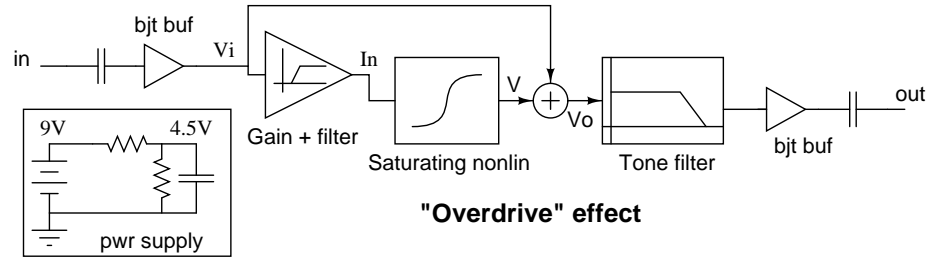 bjt buf
in
Vi
In
V
Vo
out
Gain + filter
Saturating nonlin
Tone filter
bjt buf
9V
4.5V
pwr supply
"Overdrive" effect